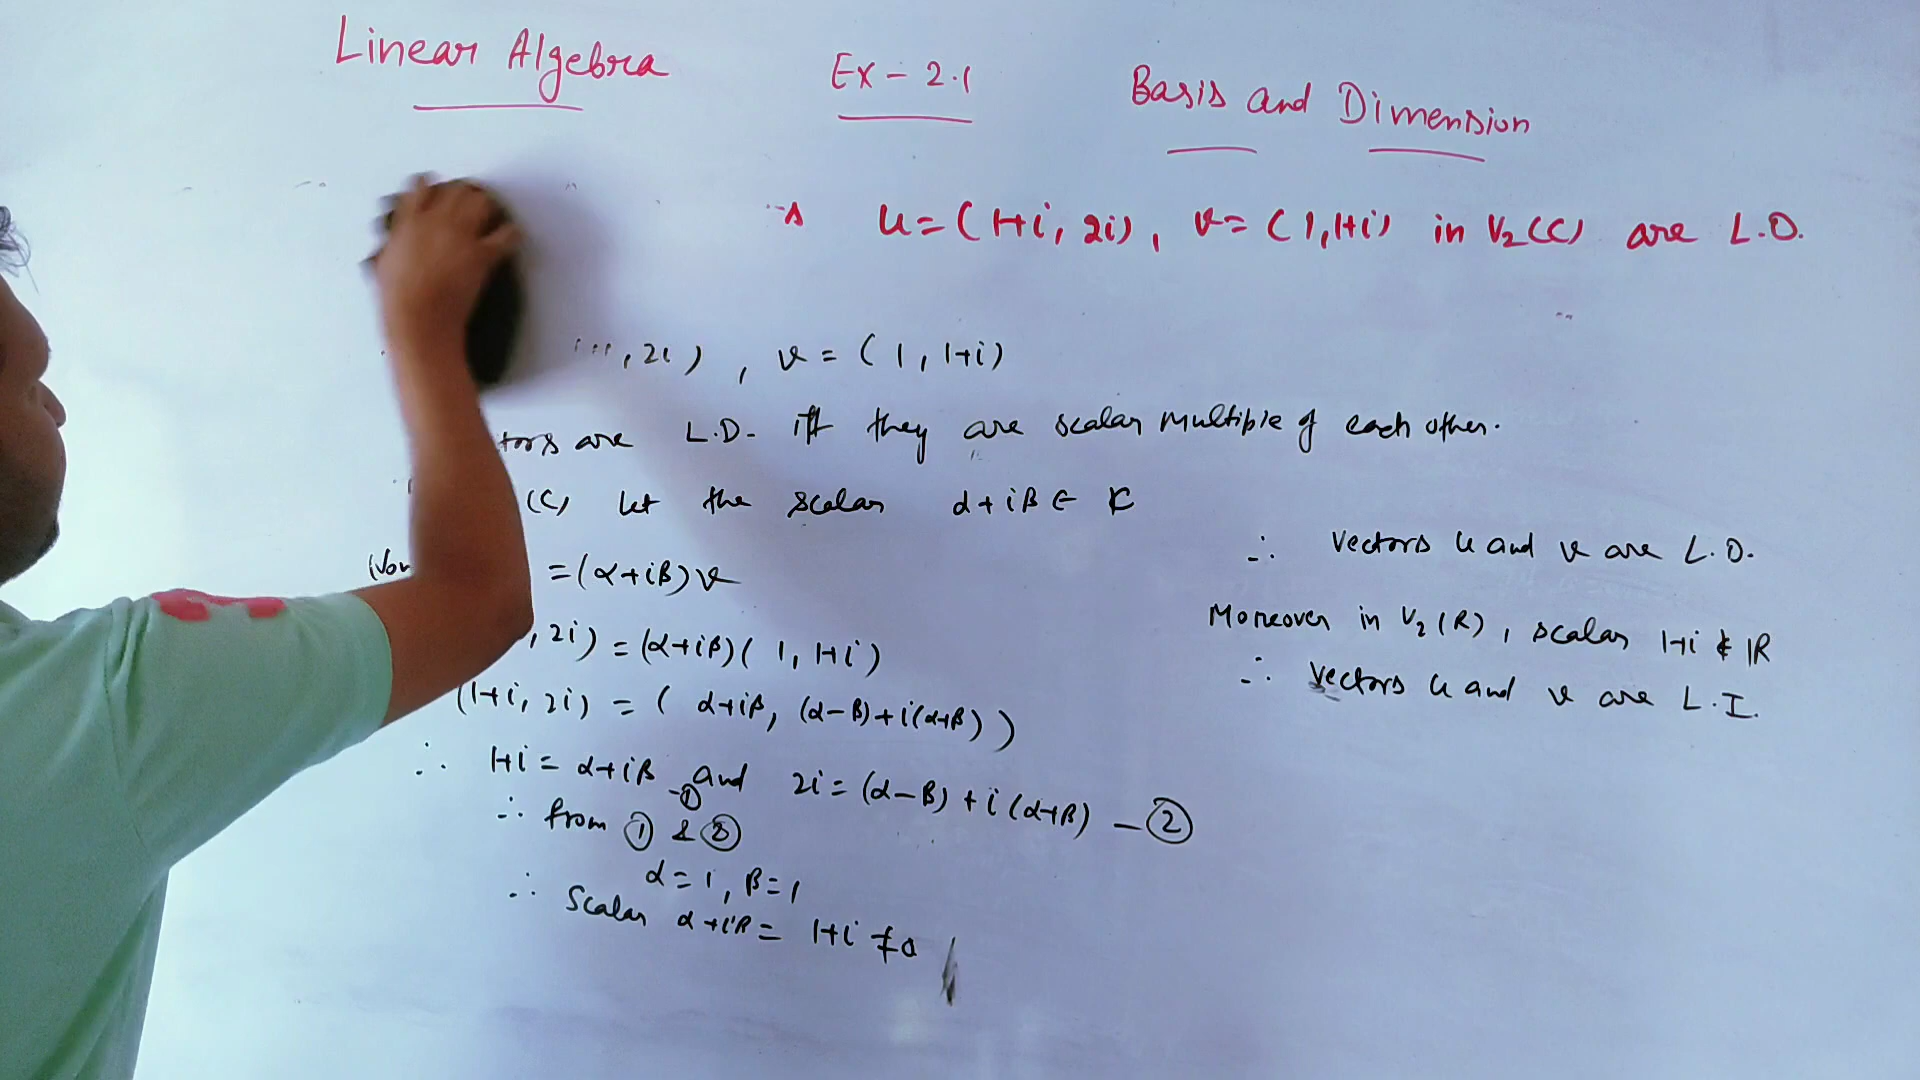 Linear Algebra Ex - 2.1 Basis and Dimension
u = (1+i, 2i), v = (1, 1+i) in V₂(C) are L.D.
, 2i), v = (1, 1+i)
are L.D. iff they are scalar multiple of each other.
(C) let the scalar α+iβ ∈ C
= (α+iβ)v
, 2i) = (α+iβ)(1, 1+i)
(1+i, 2i) = (α+iβ, (α-β)+i(α+β))
∴ 1+i = α+iβ -① and 2i = (α-β)+i(α+β) - ②
∴ from ① & ②
α=1, β=1
∴ Scalar α+iβ = 1+i ≠ 0
∴ Vectors u and v are L.D.
Moreover in V₂(R), scalar 1+i ∉ R
∴ Vectors u and v are L.I.